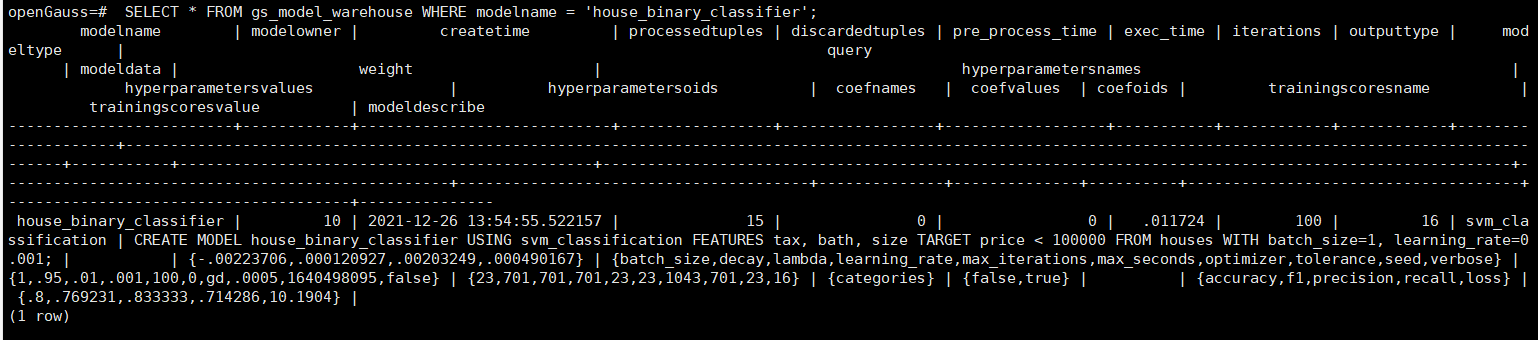 openGauss=#  SELECT * FROM gs_model_warehouse WHERE modelname = 'house_binary_classifier';
        modelname        | modelowner |         createtime         | processedtuples | discardedtuples | pre_process_time | exec_time | iterations | outputtype |     mod
eltype      |                                                                              query
      | modeldata |                    weight                    |                                        hyperparametersnames                                         |
             hyperparametersvalues               |          hyperparametersoids          |  coefnames   |  coefvalues  | coefoids |         trainingscoresname          |
         trainingscoresvalue          | modeldescribe
-------------------------+------------+----------------------------+-----------------+-----------------+------------------+-----------+------------+------------+--------
------------+-----------------------------------------------------------------------------------------------------------------------------------------------------------
------+-----------+----------------------------------------------+-----------------------------------------------------------------------------------------------------+-
------------------------------------------------+---------------------------------------+--------------+--------------+----------+-------------------------------------+
--------------------------------------+---------------
 house_binary_classifier |         10 | 2021-12-26 13:54:55.522157 |              15 |               0 |                0 |   .011724 |        100 |         16 | svm_cla
ssification | CREATE MODEL house_binary_classifier USING svm_classification FEATURES tax, bath, size TARGET price < 100000 FROM houses WITH batch_size=1, learning_rate=0
.001; |           | {-.00223706,.000120927,.00203249,.000490167} | {batch_size,decay,lambda,learning_rate,max_iterations,max_seconds,optimizer,tolerance,seed,verbose} |
{1,.95,.01,.001,100,0,gd,.0005,1640498095,false} | {23,701,701,701,23,23,1043,701,23,16} | {categories} | {false,true} |          | {accuracy,f1,precision,recall,loss} |
 {.8,.769231,.833333,.714286,10.1904} |
(1 row)